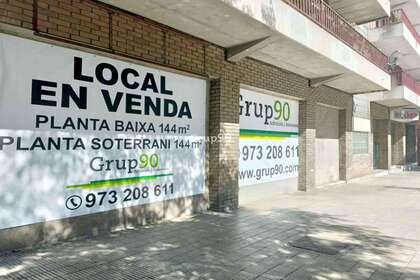 LOCAL
EN VENDA
PLANTA BAIXA 144 m²
PLANTA SOTERRANI 144 m²
Grup90
973 208 611
Grup90
973 208 611
www.grup90.com